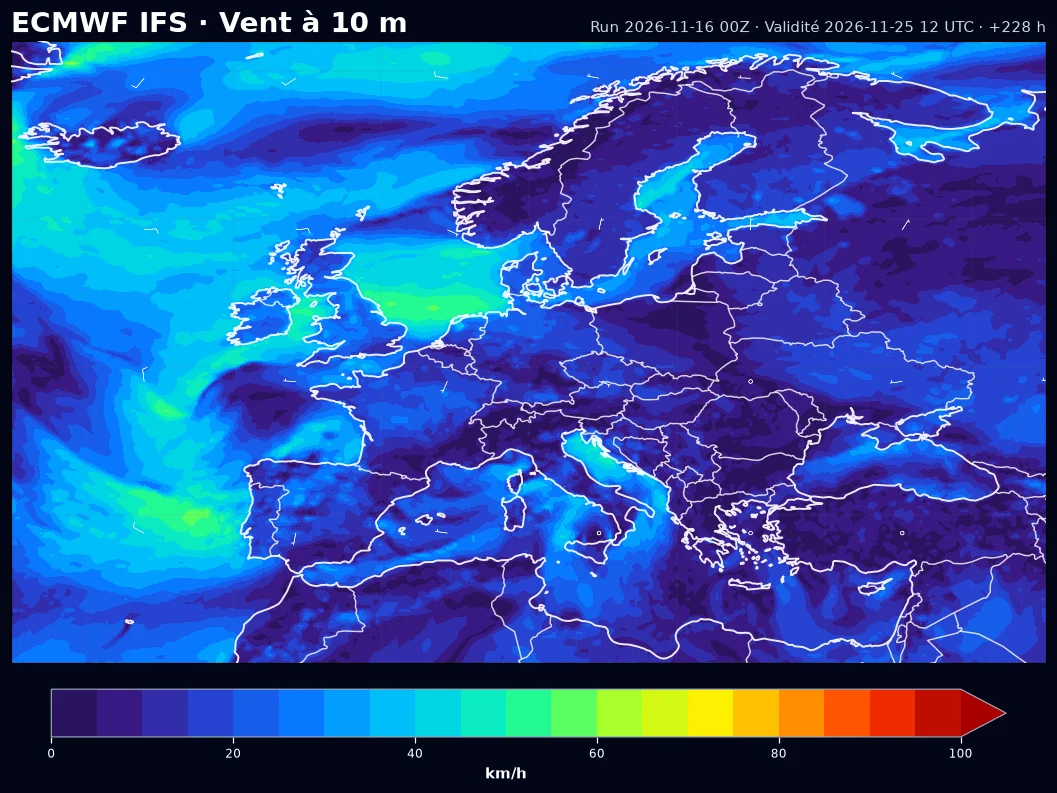 ECMWF IFS · Vent à 10 m
Run 2026-11-16 00Z · Validité 2026-11-25 12 UTC · +228 h
0 20 40 60 80 100
km/h